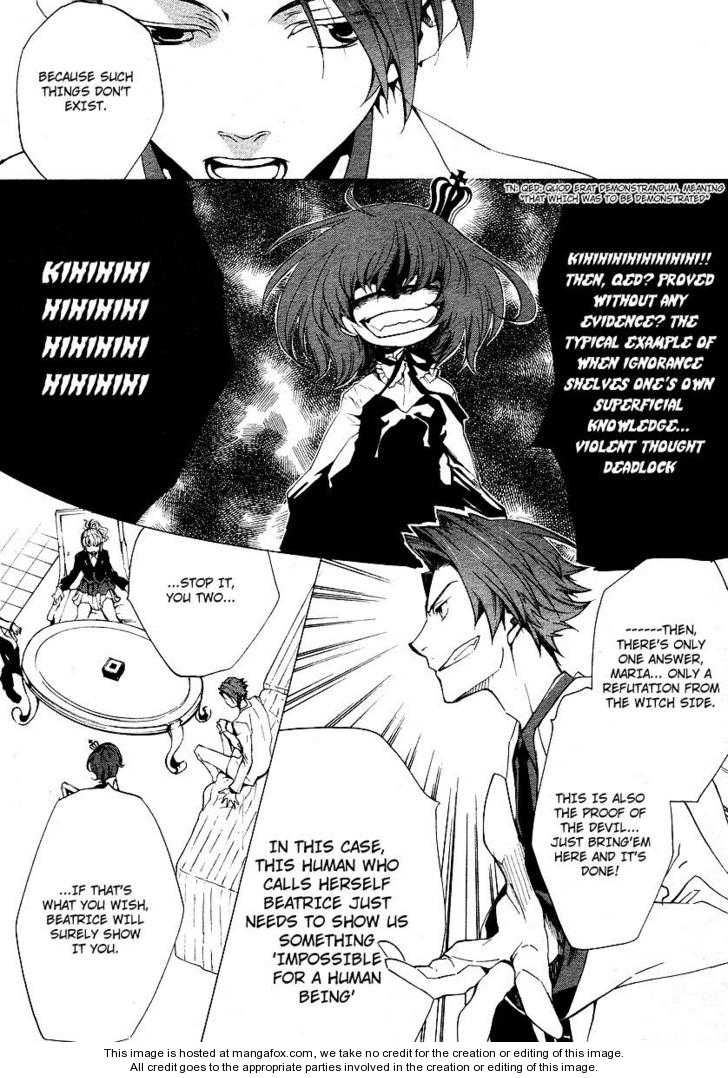 BECAUSE SUCH
THINGS DON'T
EXIST.
TN: QED: QUOD ERAT DEMONSTRANDUM, MEANING
"THAT WHICH WAS TO BE DEMONSTRATED"
KIHIHIHIHIHIHIHIHI!!
THEN, QED? PROVED
WITHOUT ANY
EVIDENCE? THE
TYPICAL EXAMPLE OF
WHEN IGNORANCE
SHELVES ONE'S OWN
SUPERFICIAL
KNOWLEDGE...
VIOLENT THOUGHT
DEADLOCK
KIHIHIHI
HIHIHIHI
HIHIHIHI
HIHIHIHI
...STOP IT,
YOU TWO...
------THEN,
THERE'S ONLY
ONE ANSWER,
MARIA... ONLY A
REFUTATION FROM
THE WITCH SIDE.
THIS IS ALSO
THE PROOF OF
THE DEVIL...
JUST BRING'EM
HERE AND IT'S
DONE!
IN THIS CASE,
THIS HUMAN WHO
CALLS HERSELF
BEATRICE JUST
NEEDS TO SHOW US
SOMETHING
'IMPOSSIBLE
FOR A HUMAN
BEING'
...IF THAT'S
WHAT YOU WISH,
BEATRICE WILL
SURELY SHOW
IT YOU.
This image is hosted at mangafox.com, we take no credit for the creation or editing of this image.
All credit goes to the appropriate parties involved in the creation or editing of this image.